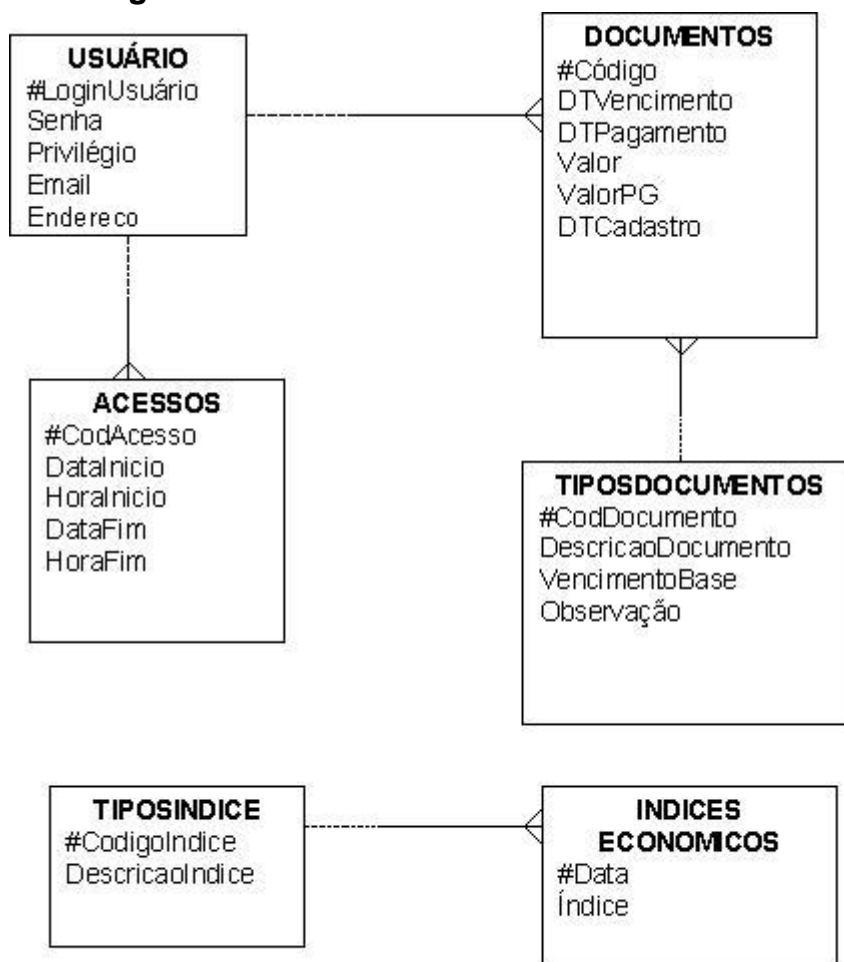 USUÁRIO
#LoginUsuário
Senha
Privilégio
Email
Endereco
DOCUMENTOS
#Código
DTVencimento
DTPagamento
Valor
ValorPG
DTCadastro
ACESSOS
#CodAcesso
DataInicio
HoraInicio
DataFim
HoraFim
TIPOSDOCUMENTOS
#CodDocumento
DescricaoDocumento
VencimentoBase
Observação
TIPOSINDICE
#CodigoIndice
DescricaoIndice
INDICES
ECONOMICOS
#Data
Índice